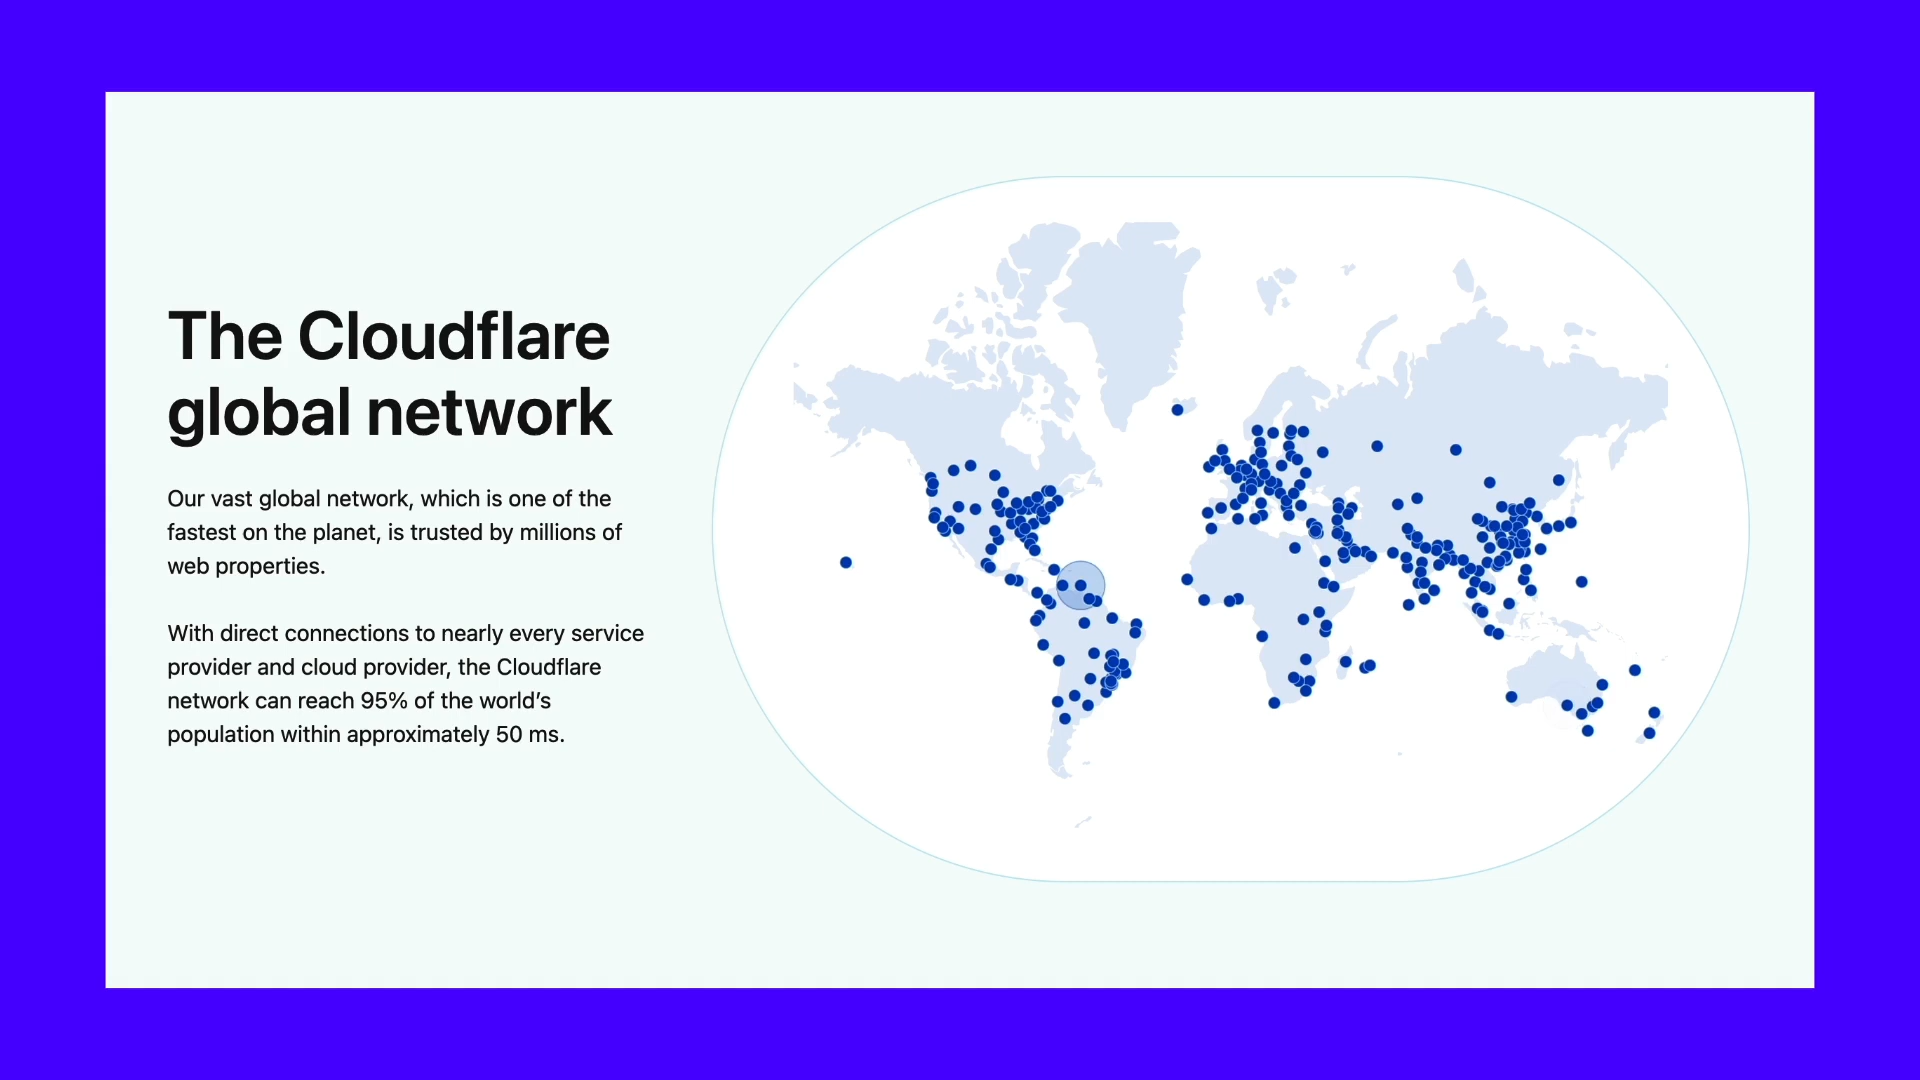 The Cloudflare
global network
Our vast global network, which is one of the
fastest on the planet, is trusted by millions of
web properties.
With direct connections to nearly every service
provider and cloud provider, the Cloudflare
network can reach 95% of the world’s
population within approximately 50 ms.